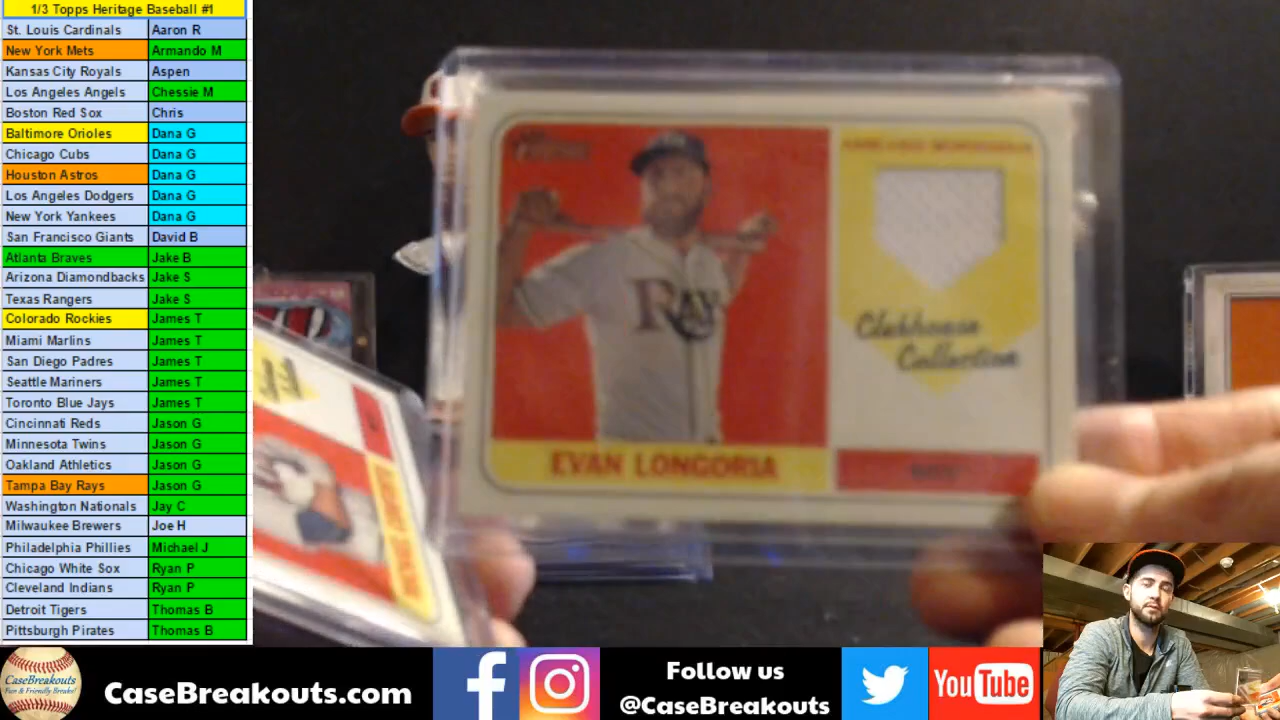 1/3 Topps Heritage Baseball #1
St. Louis Cardinals Aaron R
New York Mets Armando M
Kansas City Royals Aspen
Los Angeles Angels Chessie M
Boston Red Sox Chris
Baltimore Orioles Dana G
Chicago Cubs Dana G
Houston Astros Dana G
Los Angeles Dodgers Dana G
New York Yankees Dana G
San Francisco Giants David B
Atlanta Braves Jake B
Arizona Diamondbacks Jake S
Texas Rangers Jake S
Colorado Rockies James T
Miami Marlins James T
San Diego Padres James T
Seattle Mariners James T
Toronto Blue Jays James T
Cincinnati Reds Jason G
Minnesota Twins Jason G
Oakland Athletics Jason G
Tampa Bay Rays Jason G
Washington Nationals Jay C
Milwaukee Brewers Joe H
Philadelphia Phillies Michael J
Chicago White Sox Ryan P
Cleveland Indians Ryan P
Detroit Tigers Thomas B
Pittsburgh Pirates Thomas B
RAYS
Clubhouse
Collection
EVAN LONGORIA
CaseBreakouts
Fun & Friendly Breaks!
CaseBreakouts.com
Follow us
@CaseBreakouts
YouTube